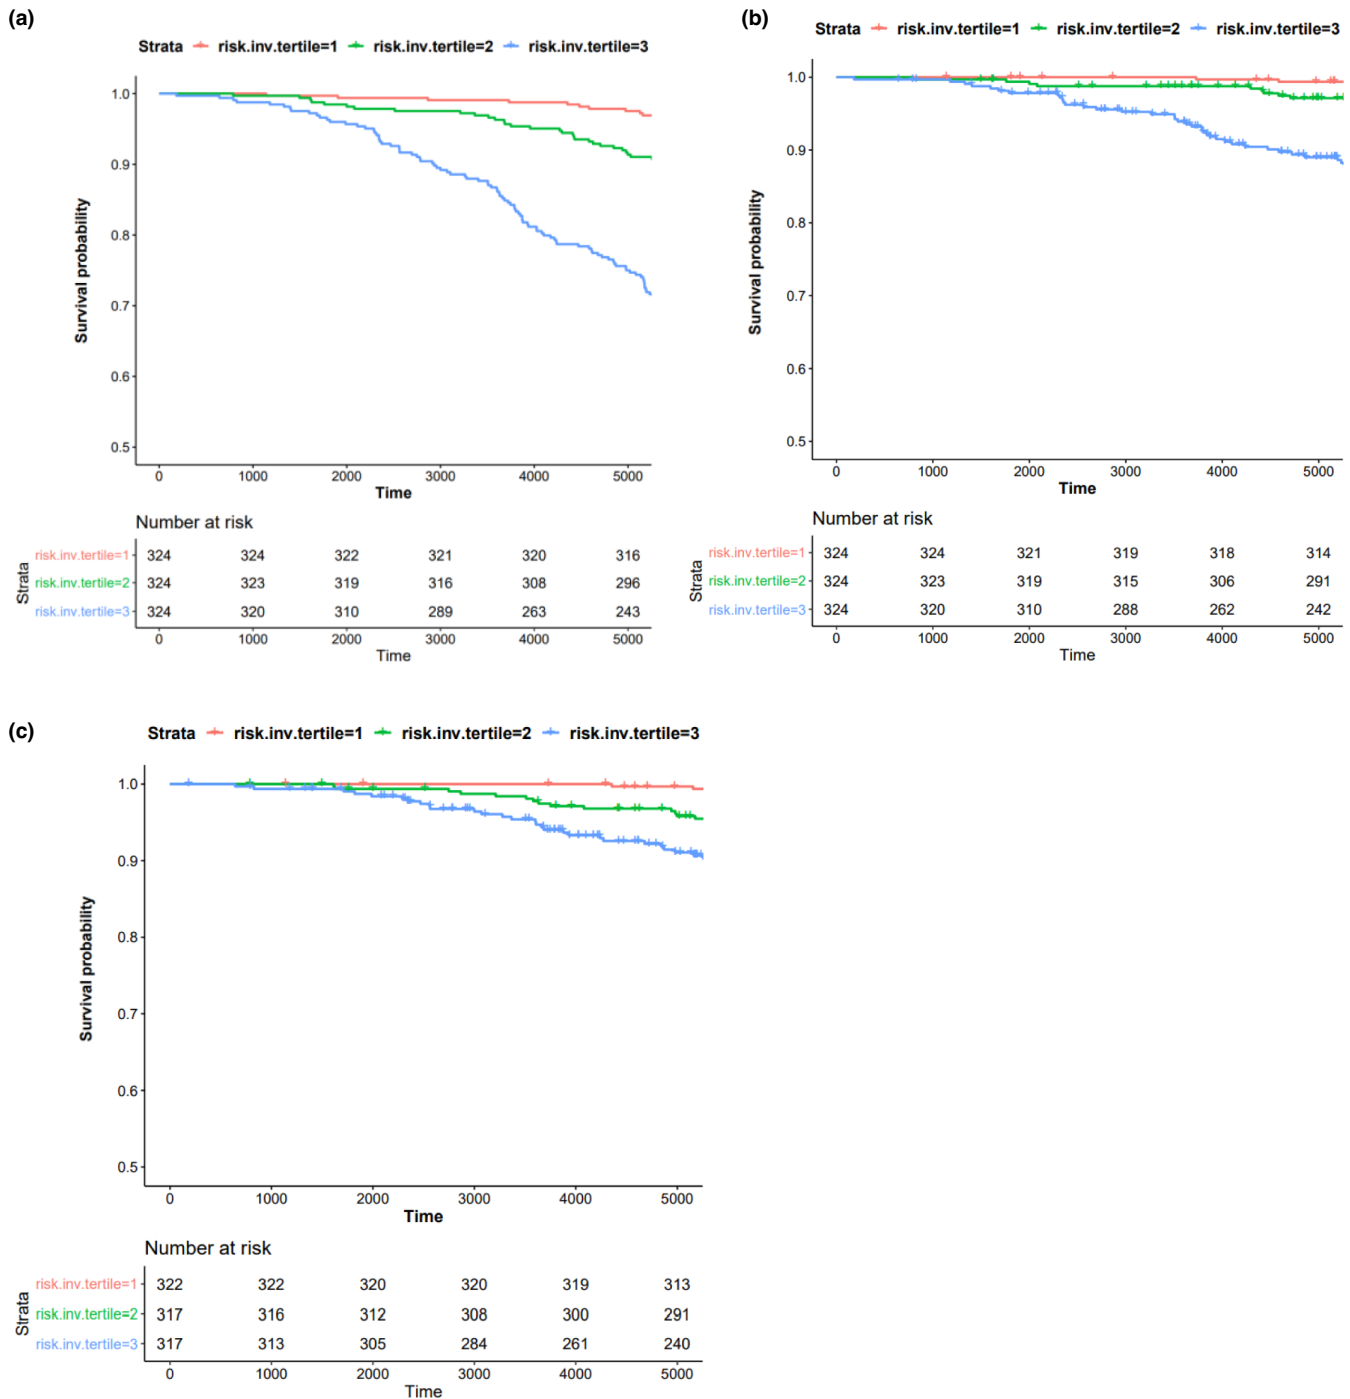 (a)
Strata risk.inv.tertile=1 risk.inv.tertile=2 risk.inv.tertile=3
1.0
0.9
0.8
0.7
0.6
0.5
Survival probability
0 1000 2000 3000 4000 5000
Time
Number at risk
Strata
risk.inv.tertile=1 324 324 322 321 320 316
risk.inv.tertile=2 324 323 319 316 308 296
risk.inv.tertile=3 324 320 310 289 263 243
0 1000 2000 3000 4000 5000
Time
(b)
Strata risk.inv.tertile=1 risk.inv.tertile=2 risk.inv.tertile=3
1.0
0.9
0.8
0.7
0.6
0.5
Survival probability
0 1000 2000 3000 4000 5000
Time
Number at risk
Strata
risk.inv.tertile=1 324 324 321 319 318 314
risk.inv.tertile=2 324 323 319 315 306 291
risk.inv.tertile=3 324 320 310 288 262 242
0 1000 2000 3000 4000 5000
Time
(c)
Strata risk.inv.tertile=1 risk.inv.tertile=2 risk.inv.tertile=3
1.0
0.9
0.8
0.7
0.6
0.5
Survival probability
0 1000 2000 3000 4000 5000
Time
Number at risk
Strata
risk.inv.tertile=1 322 322 320 320 319 313
risk.inv.tertile=2 317 316 312 308 300 291
risk.inv.tertile=3 317 313 305 284 261 240
0 1000 2000 3000 4000 5000
Time